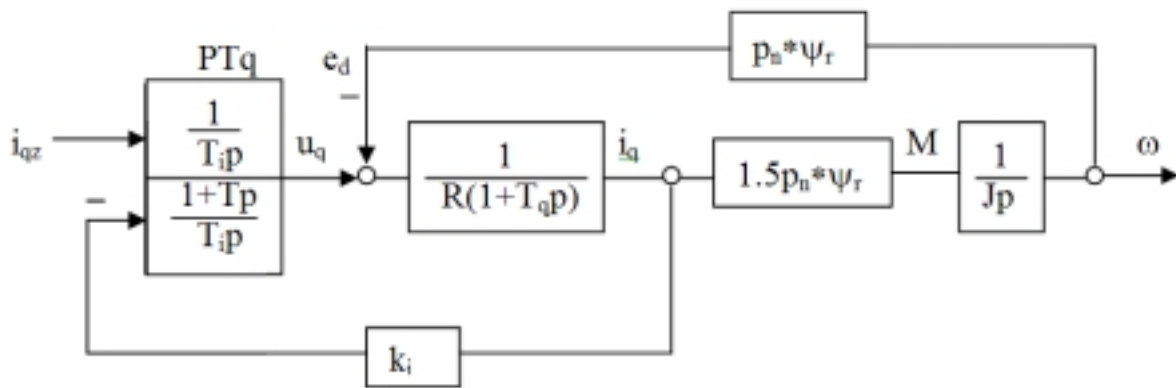 PTq
e_d
p_n*ψ_r
–
i_qz
1
T_ip
u_q
1
R(1+T_qp)
i_q
1.5p_n*ψ_r
M
1
Jp
ω
–
1+Tp
T_ip
k_i